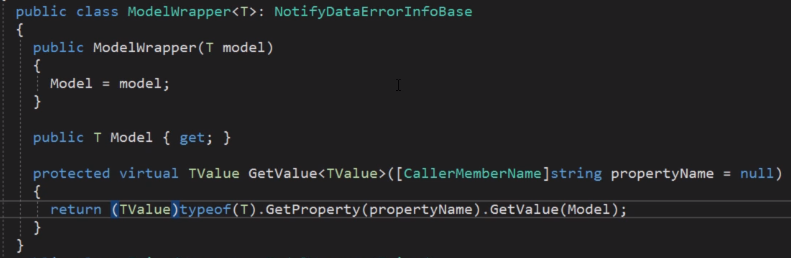 public class ModelWrapper<T>: NotifyDataErrorInfoBase
{
public ModelWrapper(T model)
{
Model = model;
}
public T Model { get; }
protected virtual TValue GetValue<TValue>([CallerMemberName]string propertyName = null)
{
return (TValue)typeof(T).GetProperty(propertyName).GetValue(Model);
}
}